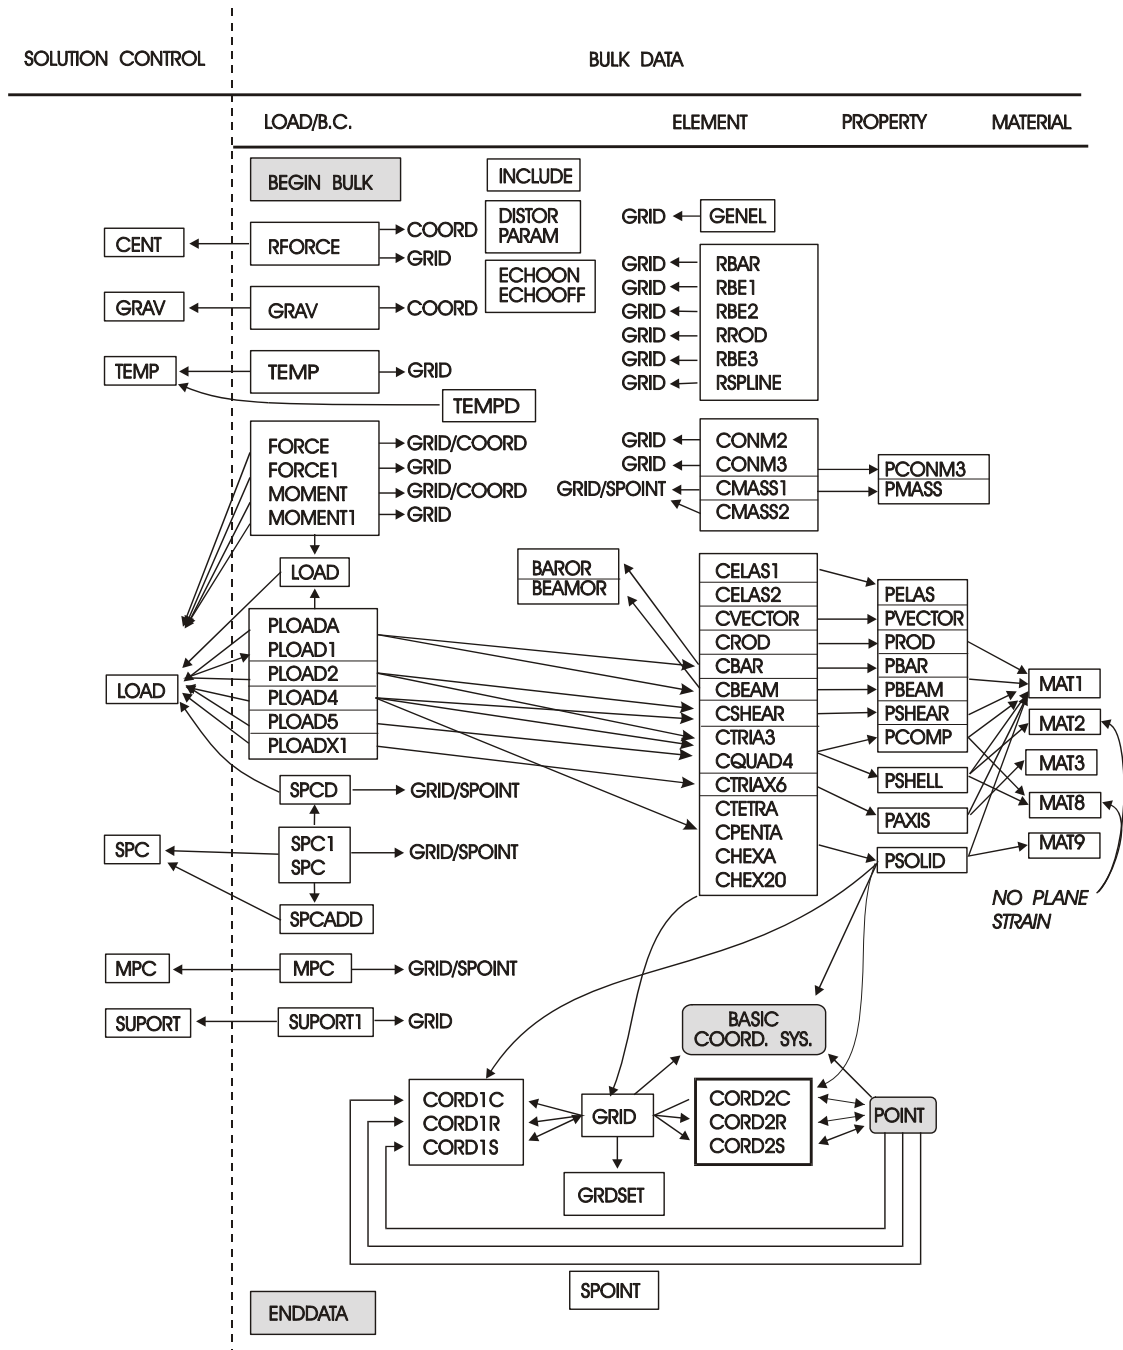 SOLUTION CONTROL
BULK DATA
LOAD/B.C.
ELEMENT
PROPERTY
MATERIAL
BEGIN BULK
INCLUDE
DISTOR
PARAM
ECHOON
ECHOOFF
CENT
RFORCE
COORD
GRID
GRAV
GRAV
COORD
TEMP
TEMP
GRID
TEMPD
FORCE
GRID/COORD
FORCE1
GRID
MOMENT
GRID/COORD
MOMENT1
GRID
LOAD
PLOADA
PLOAD1
PLOAD2
PLOAD4
PLOAD5
PLOADX1
LOAD
SPCD
GRID/SPOINT
SPC
SPC1
SPC
GRID/SPOINT
SPCADD
MPC
MPC
GRID/SPOINT
SUPORT
SUPORT1
GRID
GRID
GENEL
GRID
RBAR
GRID
RBE1
GRID
RBE2
GRID
RROD
GRID
RBE3
GRID
RSPLINE
GRID
CONM2
GRID
CONM3
GRID/SPOINT
CMASS1
CMASS2
PCONM3
PMASS
BAROR
BEAMOR
CELAS1
CELAS2
CVECTOR
CROD
CBAR
CBEAM
CSHEAR
CTRIA3
CQUAD4
CTRIAX6
CTETRA
CPENTA
CHEXA
CHEX20
PELAS
PVECTOR
PROD
PBAR
PBEAM
PSHEAR
PCOMP
PSHELL
PAXIS
PSOLID
MAT1
MAT2
MAT3
MAT8
MAT9
NO PLANE
STRAIN
BASIC
COORD. SYS.
CORD1C
CORD1R
CORD1S
GRID
CORD2C
CORD2R
CORD2S
POINT
GRDSET
SPOINT
ENDDATA